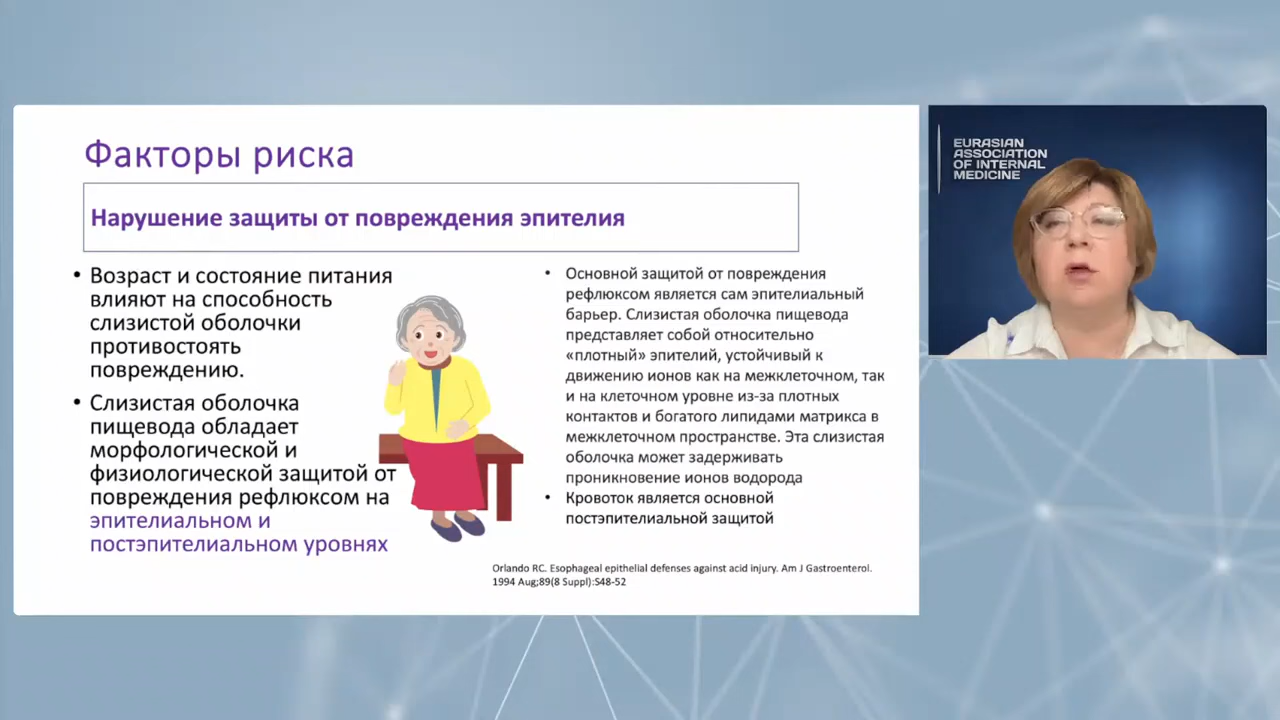 Факторы риска
Нарушение защиты от повреждения эпителия
• Возраст и состояние питания
влияют на способность
слизистой оболочки
противостоять
повреждению.
• Слизистая оболочка
пищевода обладает
морфологической и
физиологической защитой от
повреждения рефлюксом на
эпителиальном и
постэпителиальном уровнях
• Основной защитой от повреждения
рефлюксом является сам эпителиальный
барьер. Слизистая оболочка пищевода
представляет собой относительно
«плотный» эпителий, устойчивый к
движению ионов как на межклеточном, так
и на клеточном уровне из-за плотных
контактов и богатого липидами матрикса в
межклеточном пространстве. Эта слизистая
оболочка может задерживать
проникновение ионов водорода
• Кровоток является основной
постэпителиальной защитой
Orlando RC. Esophageal epithelial defenses against acid injury. Am J Gastroenterol.
1994 Aug;89(8 Suppl):S48-52
EURASIAN
ASSOCIATION
OF INTERNAL
MEDICINE